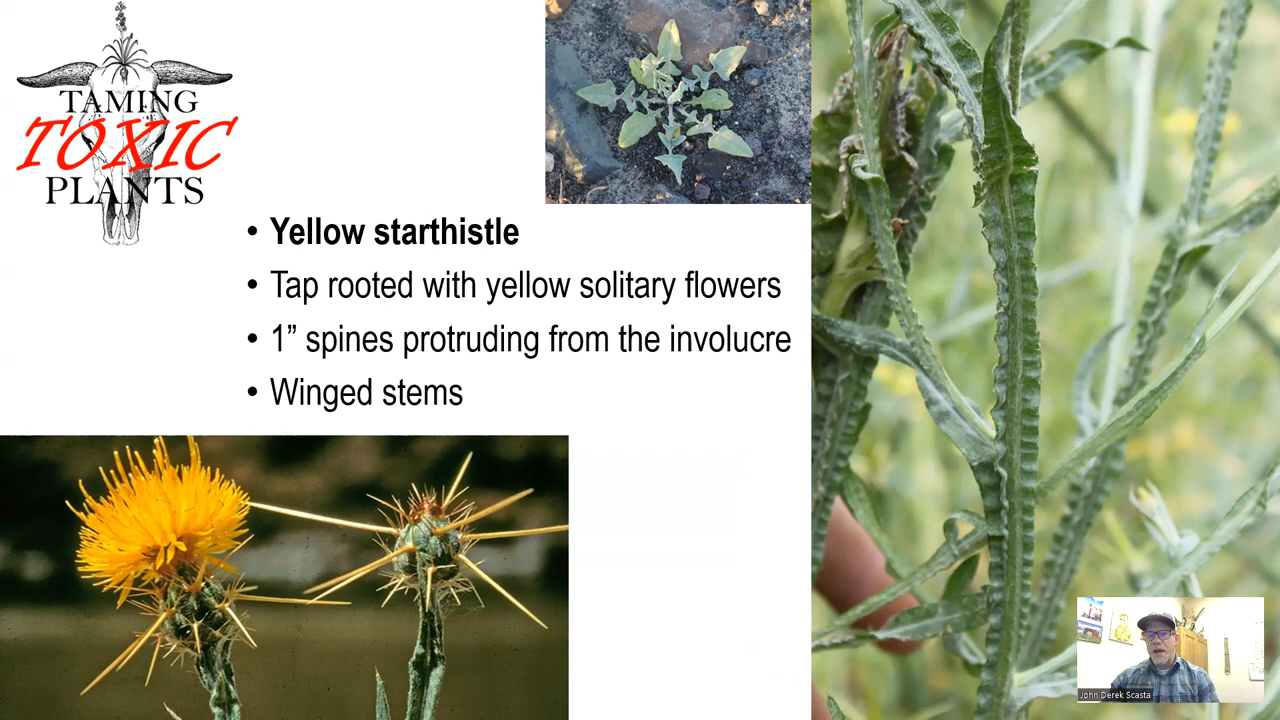 TAMING
TOXIC
PLANTS
• Yellow starthistle
• Tap rooted with yellow solitary flowers
• 1” spines protruding from the involucre
• Winged stems
John Derek Scasta